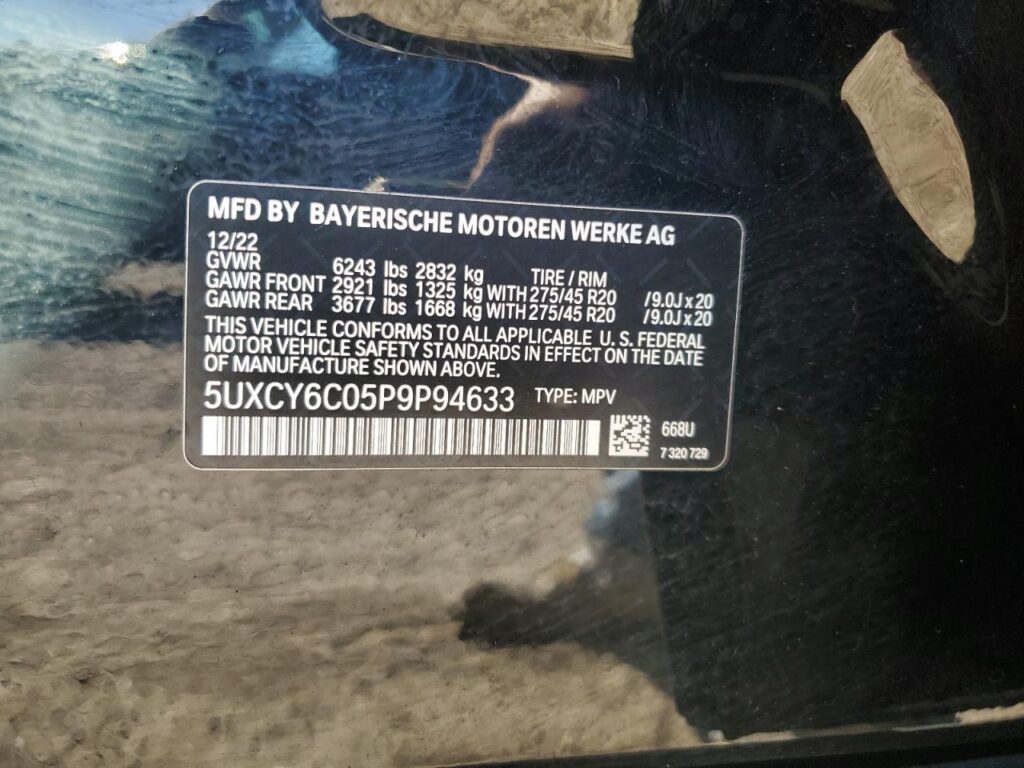 MFD BY BAYERISCHE MOTOREN WERKE AG
12/22
GVWR 6243 lbs 2832 kg TIRE / RIM
GAWR FRONT 2921 lbs 1325 kg WITH 275/45 R20 /9.0J x 20
GAWR REAR 3677 lbs 1668 kg WITH 275/45 R20 /9.0J x 20
THIS VEHICLE CONFORMS TO ALL APPLICABLE U. S. FEDERAL
MOTOR VEHICLE SAFETY STANDARDS IN EFFECT ON THE DATE
OF MANUFACTURE SHOWN ABOVE.
5UXCY6C05P9P94633 TYPE: MPV
668U
7 320 729